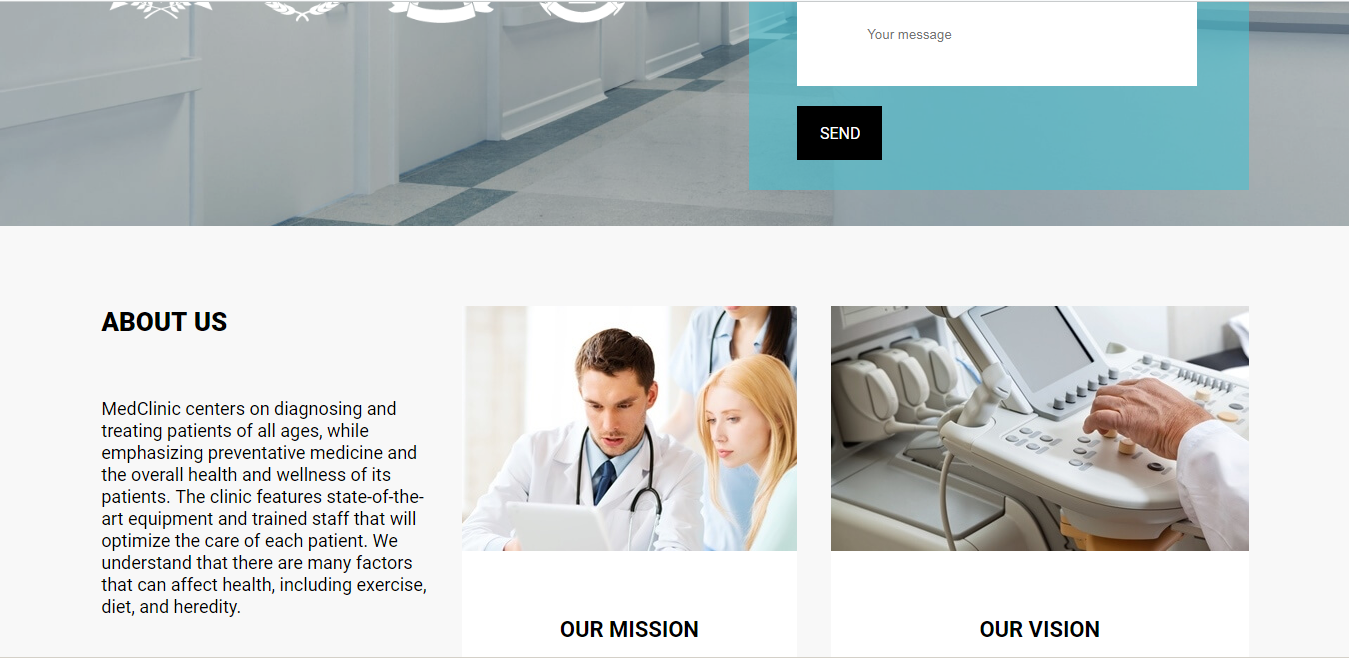 Your message
SEND
ABOUT US
MedClinic centers on diagnosing and
treating patients of all ages, while
emphasizing preventative medicine and
the overall health and wellness of its
patients. The clinic features state-of-the-
art equipment and trained staff that will
optimize the care of each patient. We
understand that there are many factors
that can affect health, including exercise,
diet, and heredity.
OUR MISSION
OUR VISION